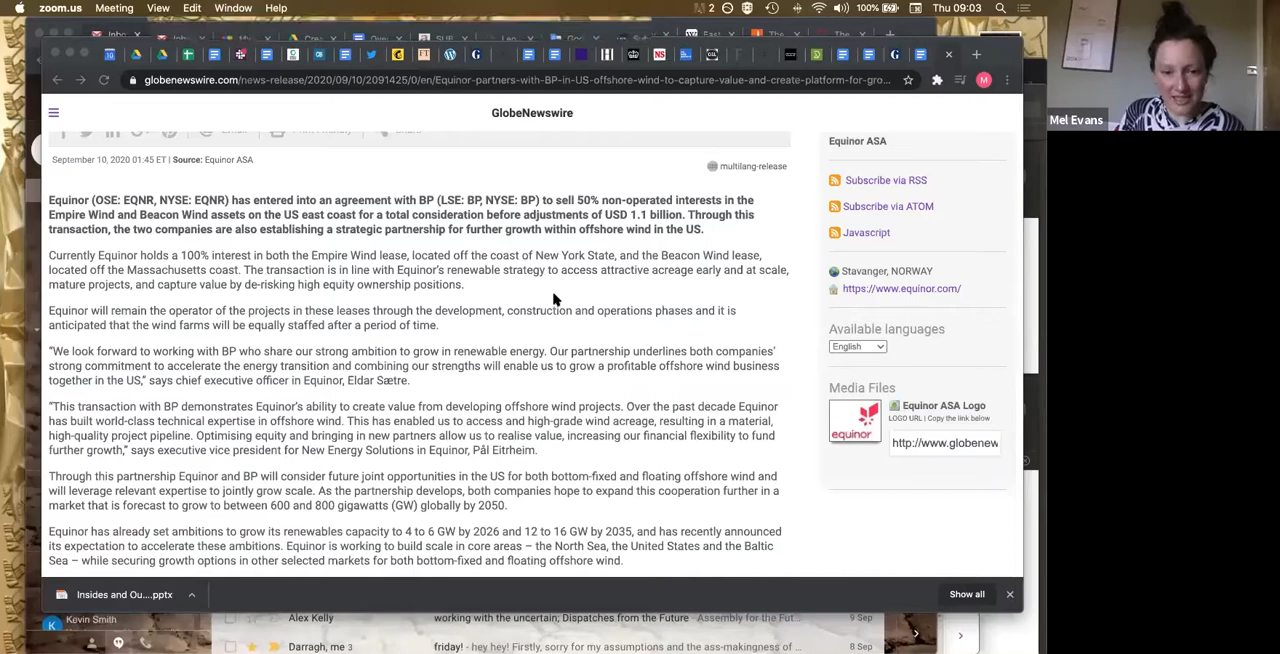 zoom.us Meeting View Edit Window Help
2 100% Thu 09:03
globenewswire.com/news-release/2020/09/10/2091425/0/en/Equinor-partners-with-BP-in-US-offshore-wind-to-capture-value-and-create-platform-for-gro...
GlobeNewswire
September 10, 2020 01:45 ET | Source: Equinor ASA
multilang-release
Equinor (OSE: EQNR, NYSE: EQNR) has entered into an agreement with BP (LSE: BP, NYSE: BP) to sell 50% non-operated interests in the
Empire Wind and Beacon Wind assets on the US east coast for a total consideration before adjustments of USD 1.1 billion. Through this
transaction, the two companies are also establishing a strategic partnership for further growth within offshore wind in the US.
Currently Equinor holds a 100% interest in both the Empire Wind lease, located off the coast of New York State, and the Beacon Wind lease,
located off the Massachusetts coast. The transaction is in line with Equinor's renewable strategy to access attractive acreage early and at scale,
mature projects, and capture value by de-risking high equity ownership positions.
Equinor will remain the operator of the projects in these leases through the development, construction and operations phases and it is
anticipated that the wind farms will be equally staffed after a period of time.
“We look forward to working with BP who share our strong ambition to grow in renewable energy. Our partnership underlines both companies’
strong commitment to accelerate the energy transition and combining our strengths will enable us to grow a profitable offshore wind business
together in the US,” says chief executive officer in Equinor, Eldar Sætre.
“This transaction with BP demonstrates Equinor’s ability to create value from developing offshore wind projects. Over the past decade Equinor
has built world-class technical expertise in offshore wind. This has enabled us to access and high-grade wind acreage, resulting in a material,
high-quality project pipeline. Optimising equity and bringing in new partners allow us to realise value, increasing our financial flexibility to fund
further growth,” says executive vice president for New Energy Solutions in Equinor, Pål Eitrheim.
Through this partnership Equinor and BP will consider future joint opportunities in the US for both bottom-fixed and floating offshore wind and
will leverage relevant expertise to jointly grow scale. As the partnership develops, both companies hope to expand this cooperation further in a
market that is forecast to grow to between 600 and 800 gigawatts (GW) globally by 2050.
Equinor has already set ambitions to grow its renewables capacity to 4 to 6 GW by 2026 and 12 to 16 GW by 2035, and has recently announced
its expectation to accelerate these ambitions. Equinor is working to build scale in core areas – the North Sea, the United States and the Baltic
Sea – while securing growth options in other selected markets for both bottom-fixed and floating offshore wind.
Equinor ASA
Subscribe via RSS
Subscribe via ATOM
Javascript
Stavanger, NORWAY
https://www.equinor.com/
Available languages
English
Media Files
equinor
Equinor ASA Logo
LOGO URL | Copy the link below
http://www.globenew
Insides and Ou....pptx
Show all
Kevin Smith
Alex Kelly
working with the uncertain; Dispatches from the Future - Assembly for the Fut...
9 Sep
Darragh, me 3
friday! - hey hey! Firstly, sorry for my assumptions and the ass-makingness of ...
8 Sep
Mel Evans